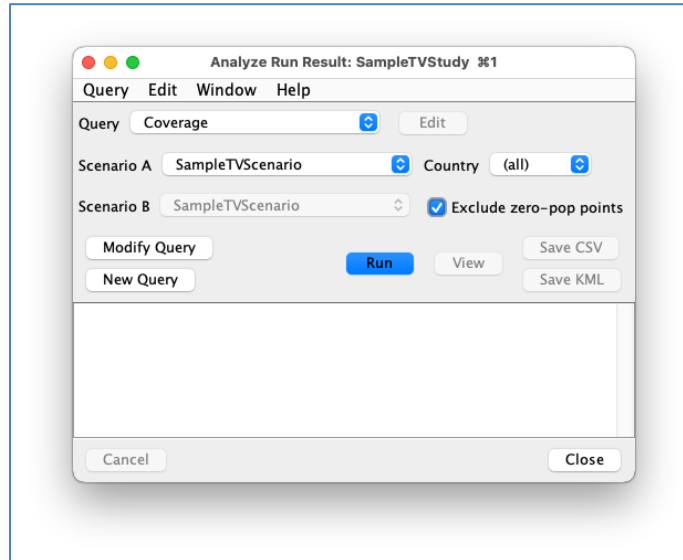 Analyze Run Result: SampleTVStudy ⌘1
Query Edit Window Help
Query Coverage Edit
Scenario A SampleTVScenario Country (all)
Scenario B SampleTVScenario Exclude zero-pop points
Modify Query Run View Save CSV
New Query Save KML
Cancel Close